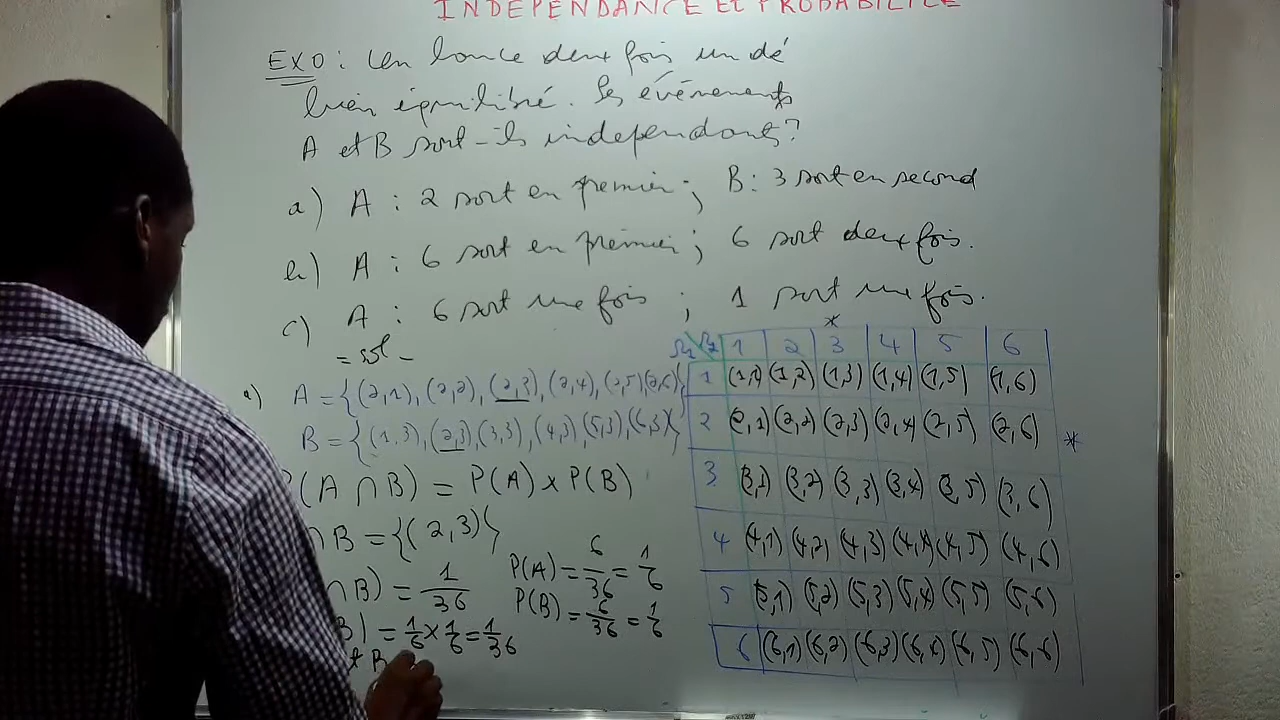 INDEPENDANCE ET PROBABILITE
EXO : On lance deux fois un dé
bien équilibré. Les événements
A et B sont-ils independants ?
a) A : 2 sort en premier ; B : 3 sort en second
b) A : 6 sort en premier ; 6 sort deux fois.
c) A : 6 sort une fois ; 1 sort une fois.
= sol -
a) A = {(2,1), (2,2), (2,3), (2,4), (2,5) (2,6)}
B = {(1,3), (2,3), (3,3), (4,3), (5,3), (6,3)}
P(A ∩ B) = P(A) × P(B)
∩ B = {(2,3)}
∩ B) = 1/36
P(A) = 6/36 = 1/6
P(B) = 6/36 = 1/6
B) = 1/6 × 1/6 = 1/36
et B
*
1 2 3 4 5 6
1 (1,1) (1,2) (1,3) (1,4) (1,5) (1,6)
2 (2,1) (2,2) (2,3) (2,4) (2,5) (2,6) *
3 (3,1) (3,2) (3,3) (3,4) (3,5) (3,6)
4 (4,1) (4,2) (4,3) (4,4) (4,5) (4,6)
5 (5,1) (5,2) (5,3) (5,4) (5,5) (5,6)
6 (6,1) (6,2) (6,3) (6,4) (6,5) (6,6)